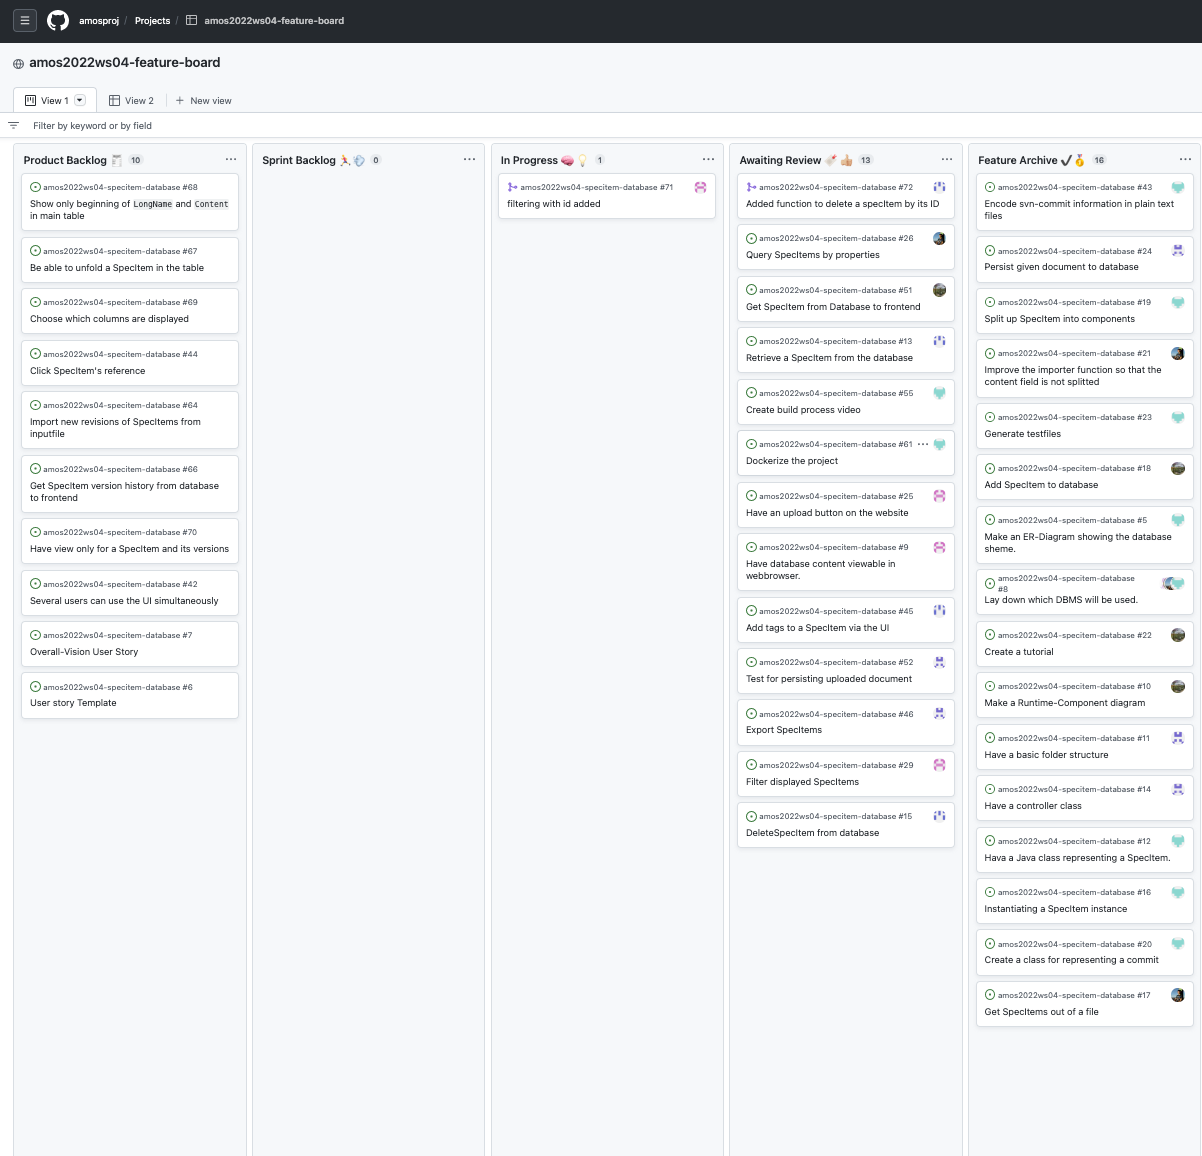 amosproj / Projects / amos2022ws04-feature-board
amos2022ws04-feature-board
View 1
View 2
New view
Filter by keyword or by field
Product Backlog 10
amos2022ws04-specitem-database #68
Show only beginning of LongName and Content
in main table
amos2022ws04-specitem-database #67
Be able to unfold a SpecItem in the table
amos2022ws04-specitem-database #69
Choose which columns are displayed
amos2022ws04-specitem-database #44
Click SpecItem's reference
amos2022ws04-specitem-database #64
Import new revisions of SpecItems from
inputfile
amos2022ws04-specitem-database #66
Get SpecItem version history from database
to frontend
amos2022ws04-specitem-database #70
Have view only for a SpecItem and its versions
amos2022ws04-specitem-database #42
Several users can use the UI simultaneously
amos2022ws04-specitem-database #7
Overall-Vision User Story
amos2022ws04-specitem-database #6
User story Template
Sprint Backlog 0
In Progress 1
amos2022ws04-specitem-database #71
filtering with id added
Awaiting Review 13
amos2022ws04-specitem-database #72
Added function to delete a specItem by its ID
amos2022ws04-specitem-database #26
Query SpecItems by properties
amos2022ws04-specitem-database #51
Get SpecItem from Database to frontend
amos2022ws04-specitem-database #13
Retrieve a SpecItem from the database
amos2022ws04-specitem-database #55
Create build process video
amos2022ws04-specitem-database #61
Dockerize the project
amos2022ws04-specitem-database #25
Have an upload button on the website
amos2022ws04-specitem-database #9
Have database content viewable in
webbrowser.
amos2022ws04-specitem-database #45
Add tags to a SpecItem via the UI
amos2022ws04-specitem-database #52
Test for persisting uploaded document
amos2022ws04-specitem-database #46
Export SpecItems
amos2022ws04-specitem-database #29
Filter displayed SpecItems
amos2022ws04-specitem-database #15
DeleteSpecItem from database
Feature Archive 16
amos2022ws04-specitem-database #43
Encode svn-commit information in plain text
files
amos2022ws04-specitem-database #24
Persist given document to database
amos2022ws04-specitem-database #19
Split up SpecItem into components
amos2022ws04-specitem-database #21
Improve the importer function so that the
content field is not splitted
amos2022ws04-specitem-database #23
Generate testfiles
amos2022ws04-specitem-database #18
Add SpecItem to database
amos2022ws04-specitem-database #5
Make an ER-Diagram showing the database
sheme.
amos2022ws04-specitem-database
#8
Lay down which DBMS will be used.
amos2022ws04-specitem-database #22
Create a tutorial
amos2022ws04-specitem-database #10
Make a Runtime-Component diagram
amos2022ws04-specitem-database #11
Have a basic folder structure
amos2022ws04-specitem-database #14
Have a controller class
amos2022ws04-specitem-database #12
Hava a Java class representing a SpecItem.
amos2022ws04-specitem-database #16
Instantiating a SpecItem instance
amos2022ws04-specitem-database #20
Create a class for representing a commit
amos2022ws04-specitem-database #17
Get SpecItems out of a file